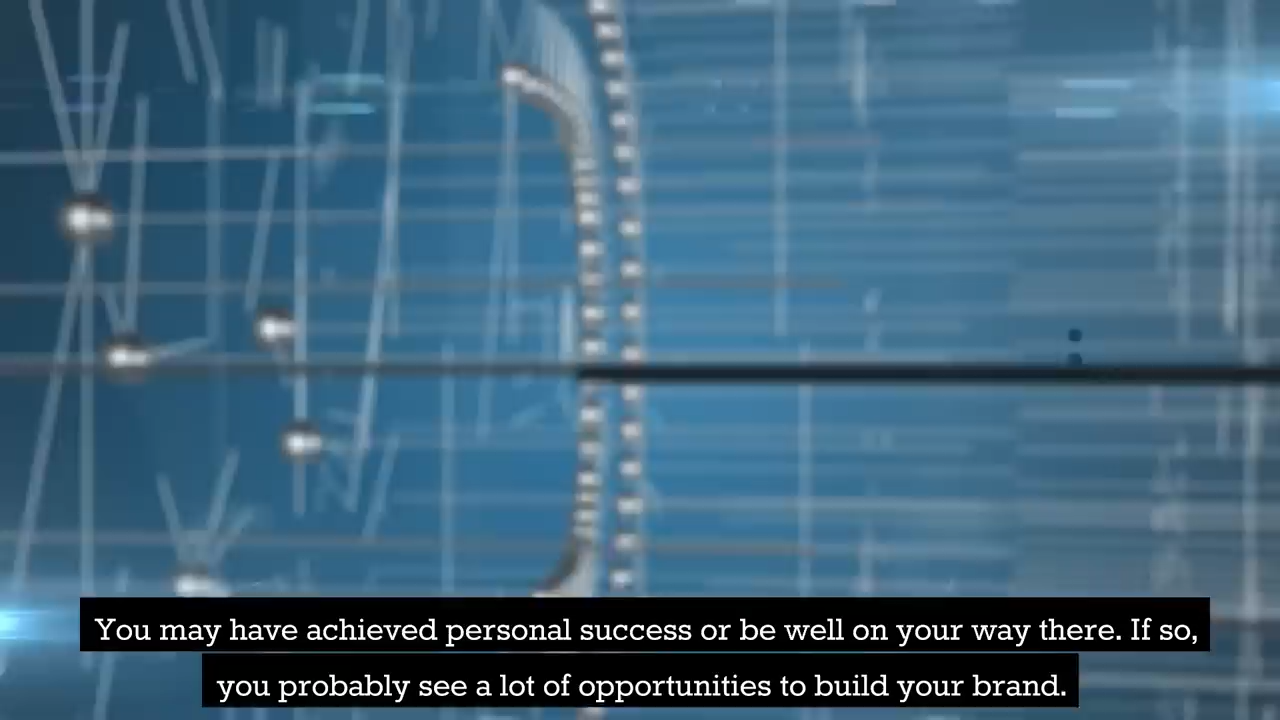 You may have achieved personal success or be well on your way there. If so,
you probably see a lot of opportunities to build your brand.